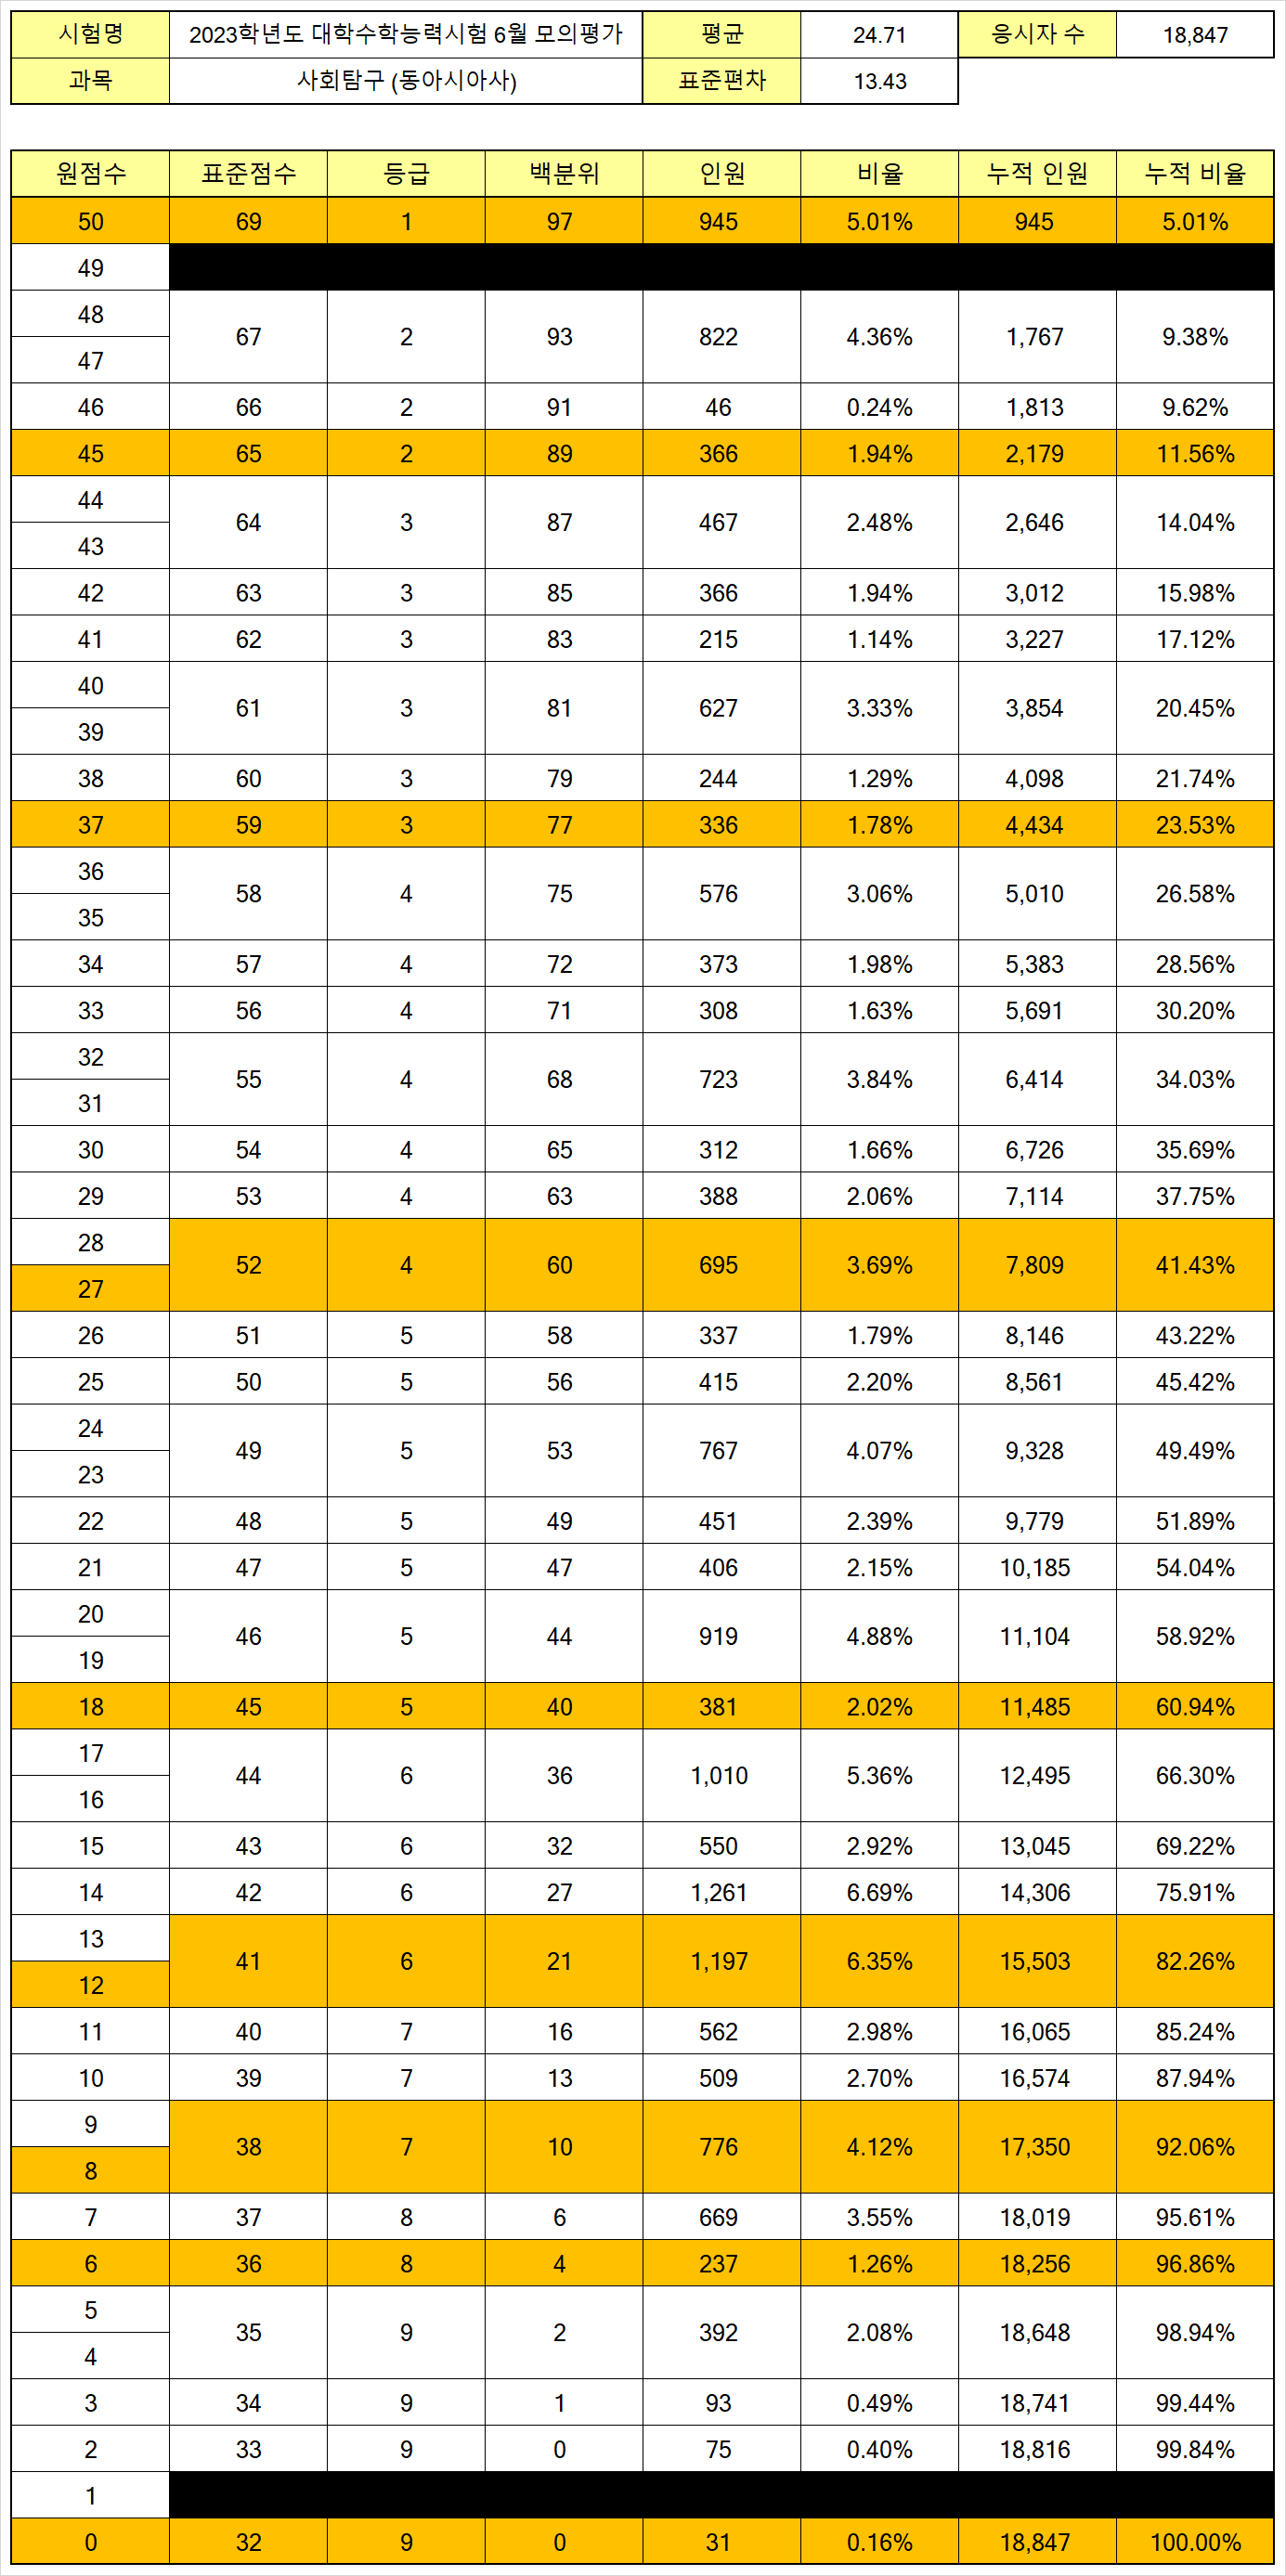 시험명 2023학년도 대학수학능력시험 6월 모의평가 평균 24.71 응시자 수 18,847
과목 사회탐구 (동아시아사) 표준편차 13.43
원점수 표준점수 등급 백분위 인원 비율 누적 인원 누적 비율
50 69 1 97 945 5.01% 945 5.01%
49
48
67 2 93 822 4.36% 1,767 9.38%
47
46 66 2 91 46 0.24% 1,813 9.62%
45 65 2 89 366 1.94% 2,179 11.56%
44
64 3 87 467 2.48% 2,646 14.04%
43
42 63 3 85 366 1.94% 3,012 15.98%
41 62 3 83 215 1.14% 3,227 17.12%
40
61 3 81 627 3.33% 3,854 20.45%
39
38 60 3 79 244 1.29% 4,098 21.74%
37 59 3 77 336 1.78% 4,434 23.53%
36
58 4 75 576 3.06% 5,010 26.58%
35
34 57 4 72 373 1.98% 5,383 28.56%
33 56 4 71 308 1.63% 5,691 30.20%
32
55 4 68 723 3.84% 6,414 34.03%
31
30 54 4 65 312 1.66% 6,726 35.69%
29 53 4 63 388 2.06% 7,114 37.75%
28
52 4 60 695 3.69% 7,809 41.43%
27
26 51 5 58 337 1.79% 8,146 43.22%
25 50 5 56 415 2.20% 8,561 45.42%
24
49 5 53 767 4.07% 9,328 49.49%
23
22 48 5 49 451 2.39% 9,779 51.89%
21 47 5 47 406 2.15% 10,185 54.04%
20
46 5 44 919 4.88% 11,104 58.92%
19
18 45 5 40 381 2.02% 11,485 60.94%
17
44 6 36 1,010 5.36% 12,495 66.30%
16
15 43 6 32 550 2.92% 13,045 69.22%
14 42 6 27 1,261 6.69% 14,306 75.91%
13
41 6 21 1,197 6.35% 15,503 82.26%
12
11 40 7 16 562 2.98% 16,065 85.24%
10 39 7 13 509 2.70% 16,574 87.94%
9
38 7 10 776 4.12% 17,350 92.06%
8
7 37 8 6 669 3.55% 18,019 95.61%
6 36 8 4 237 1.26% 18,256 96.86%
5
35 9 2 392 2.08% 18,648 98.94%
4
3 34 9 1 93 0.49% 18,741 99.44%
2 33 9 0 75 0.40% 18,816 99.84%
1
0 32 9 0 31 0.16% 18,847 100.00%